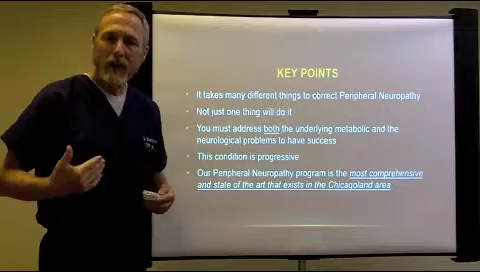 KEY POINTS
• It takes many different things to correct Peripheral Neuropathy
• Not just one thing will do it
• You must address both the underlying metabolic and the
neurological problems to have success
• This condition is progressive
• Our Peripheral Neuropathy program is the most comprehensive
and state of the art that exists in the Chicagoland area